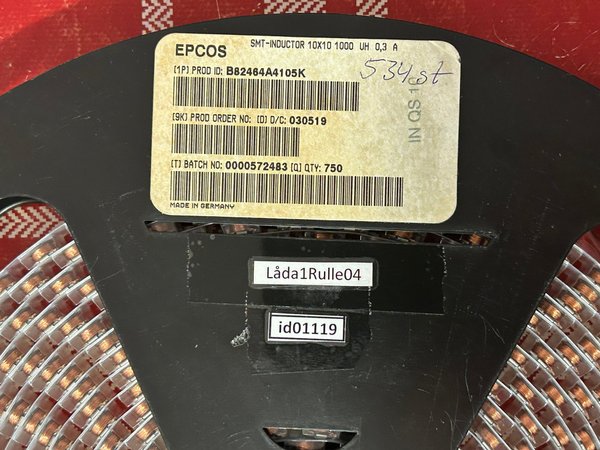 EPCOS SMT-INDUCTOR 10X10 1000 UH 0,3 A
[1P] PROD ID: B82464A4105K
534st
[9K] PROD ORDER NO: [D] D/C: 030519
IN QS 16
[T] BATCH NO: 0000572483 [Q] QTY: 750
MADE IN GERMANY
Låda1Rulle04
id01119